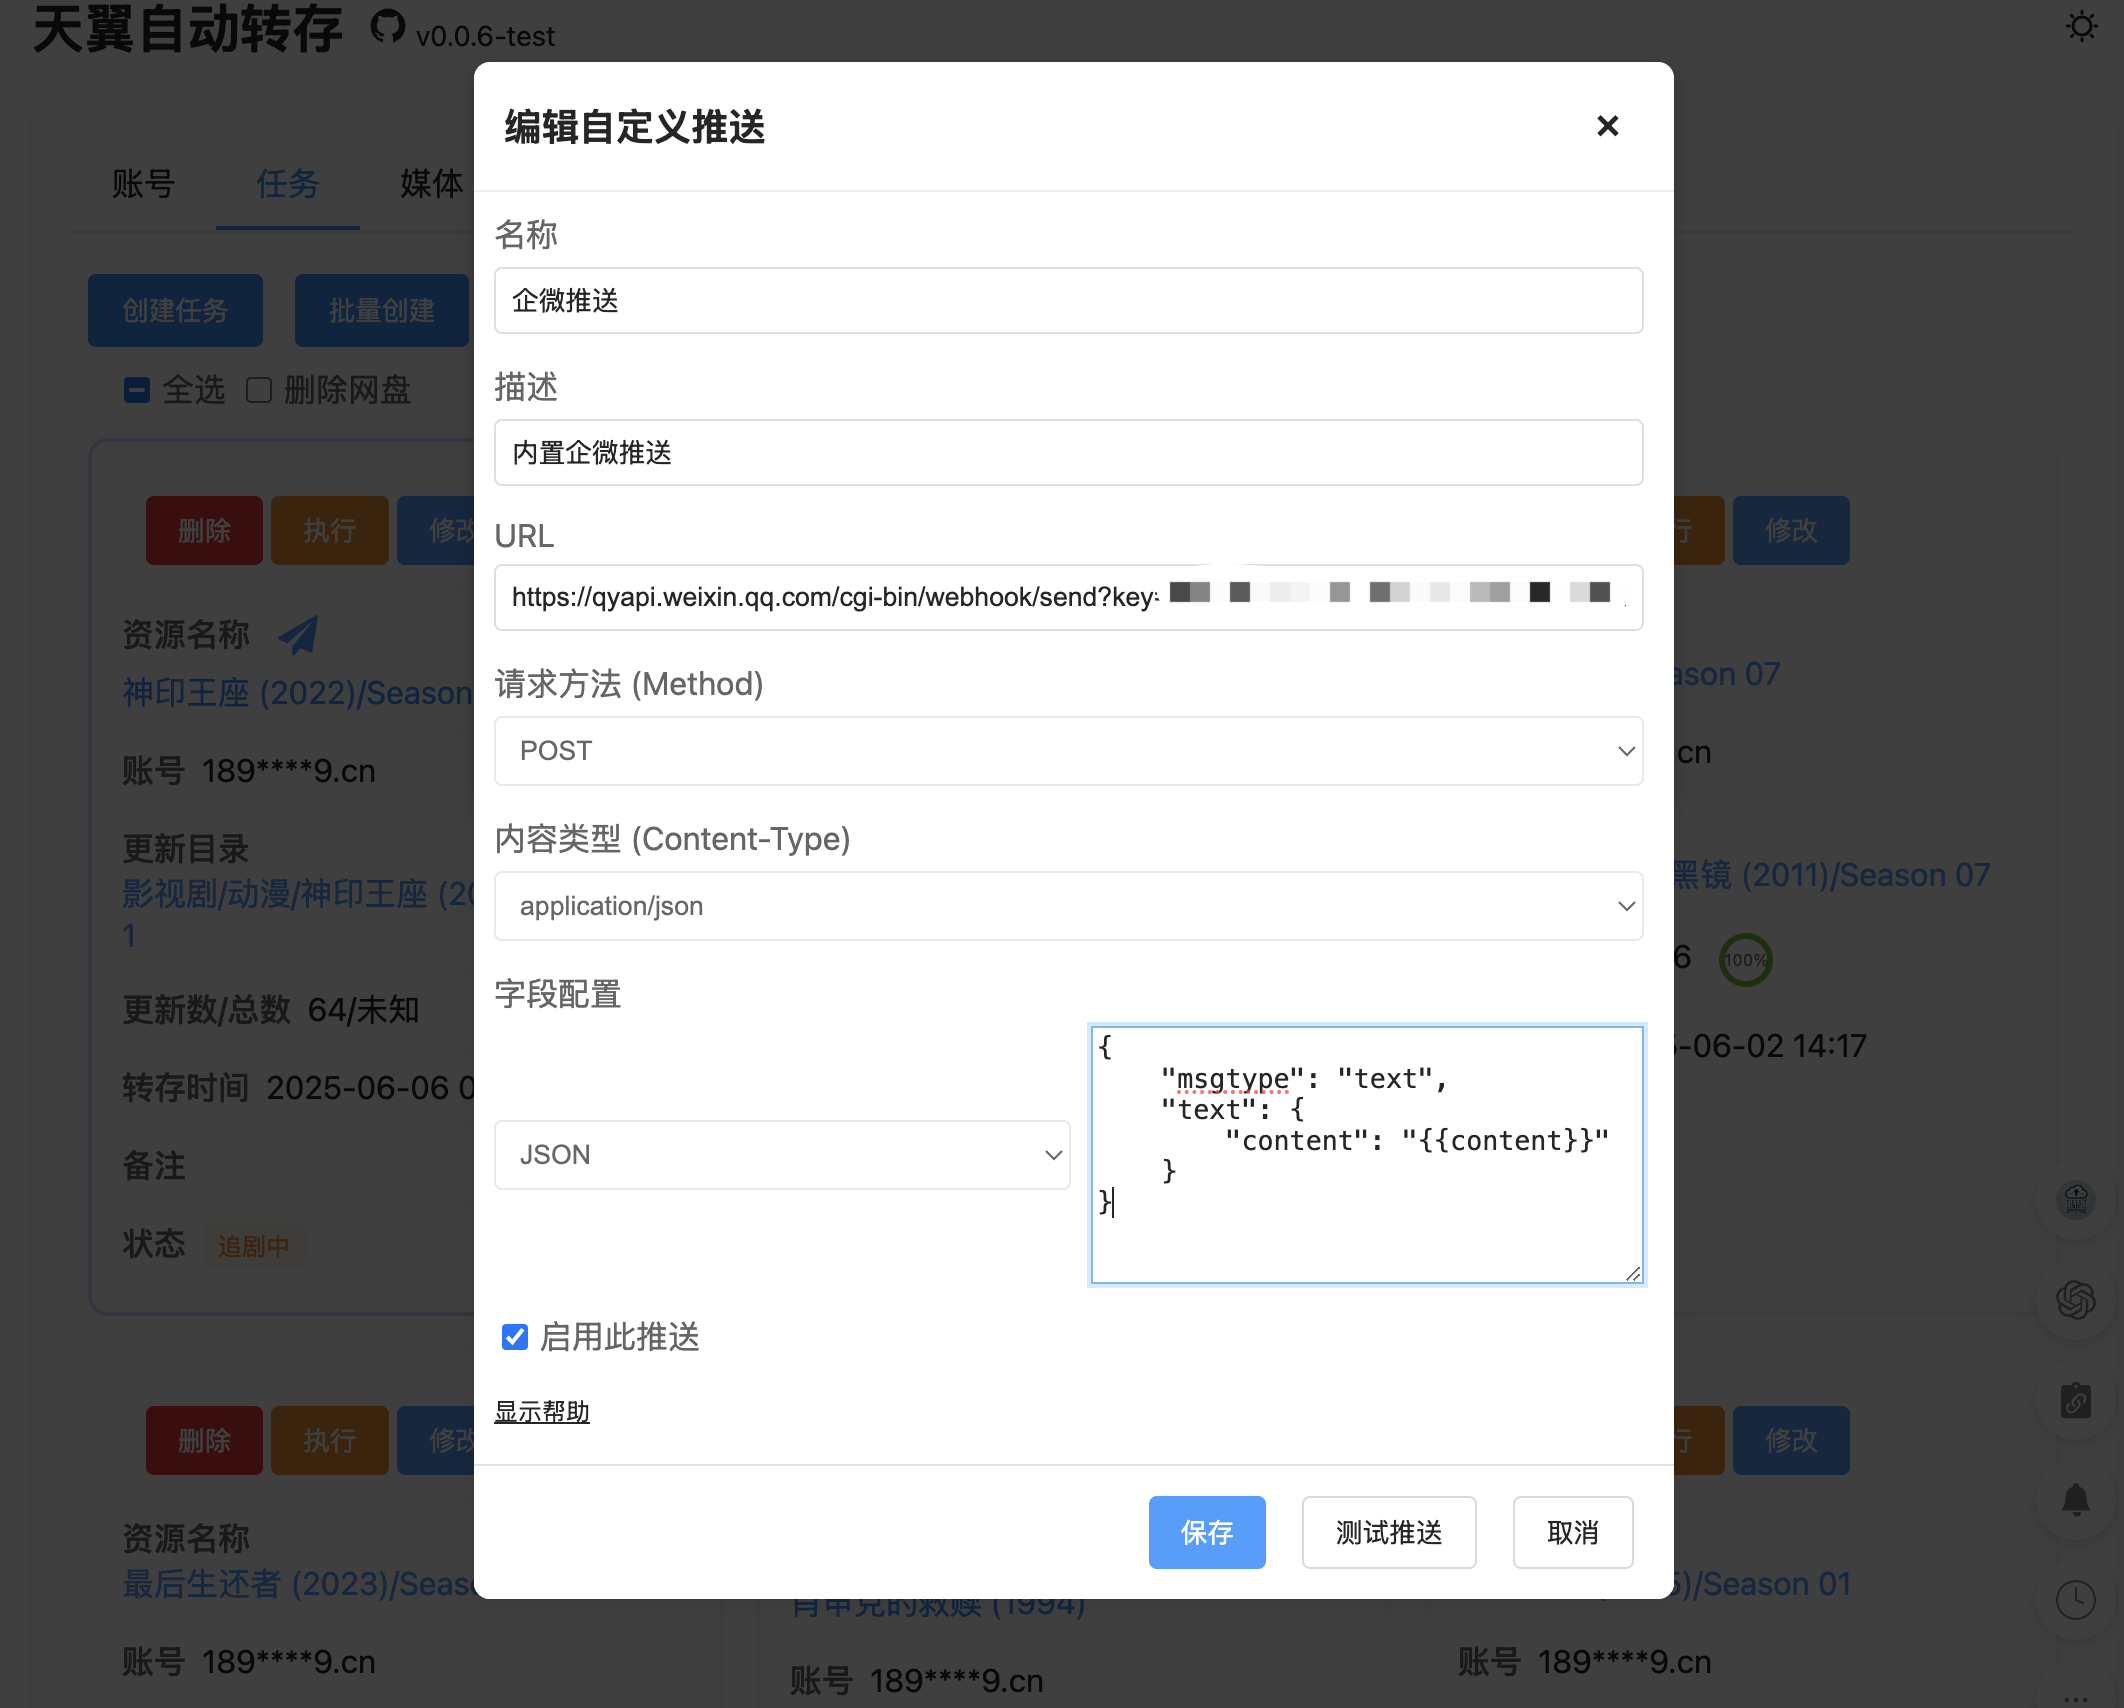 天翼自动转存 v0.0.6-test
账号 任务 媒体
创建任务 批量创建
全选 删除网盘
删除 执行 修改
资源名称
神印王座 (2022)/Season
账号 189****9.cn
更新目录
影视剧/动漫/神印王座 (20
1
更新数/总数 64/未知
转存时间 2025-06-06 0
备注
状态 追剧中
删除 执行 修改
资源名称
最后生还者 (2023)/Seas
账号 189****9.cn
编辑自定义推送
名称
企微推送
描述
内置企微推送
URL
https://qyapi.weixin.qq.com/cgi-bin/webhook/send?key
请求方法 (Method)
POST
内容类型 (Content-Type)
application/json
字段配置
JSON
{
"msgtype": "text",
"text": {
"content": "{{content}}"
}
}
启用此推送
显示帮助
保存 测试推送 取消
肖申克的救赎 (1994)
账号 189****9.cn
行 修改
ason 07
cn
黑镜 (2011)/Season 07
6 100%
-06-02 14:17
行 修改
5)/Season 01
账号 189****9.cn